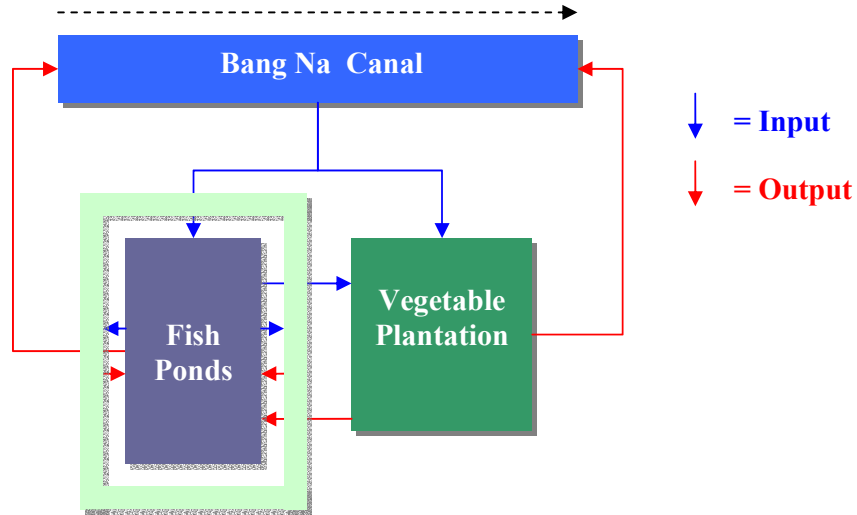 Bang Na Canal
= Input
= Output
Vegetable
Plantation
Fish
Ponds